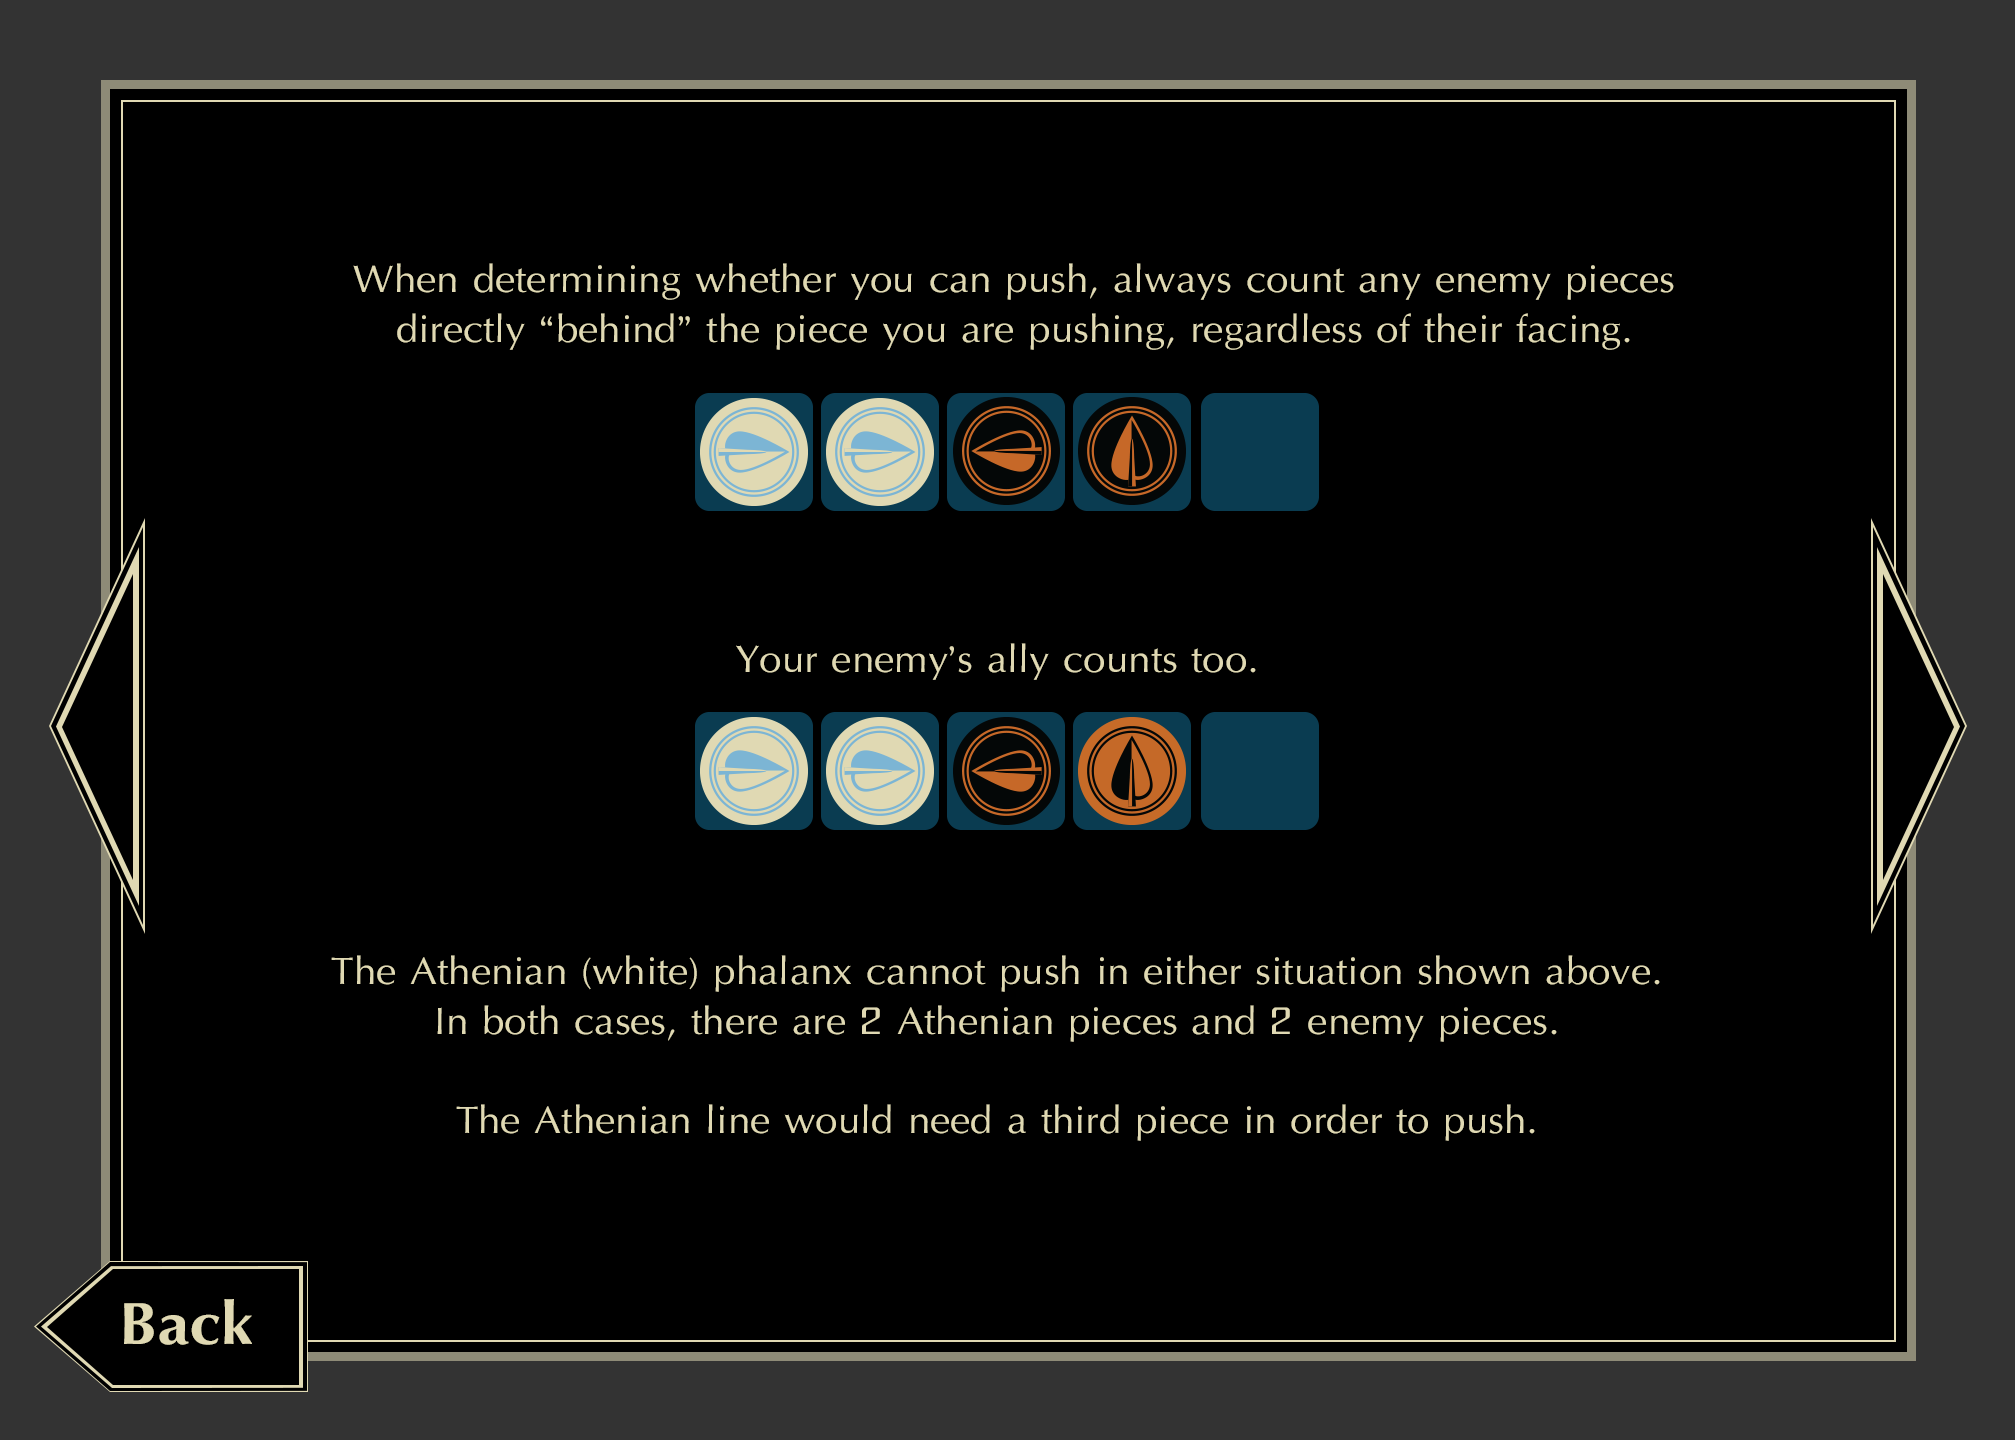 When determining whether you can push, always count any enemy pieces
directly “behind” the piece you are pushing, regardless of their facing.
Your enemy’s ally counts too.
The Athenian (white) phalanx cannot push in either situation shown above.
In both cases, there are 2 Athenian pieces and 2 enemy pieces.
The Athenian line would need a third piece in order to push.
Back